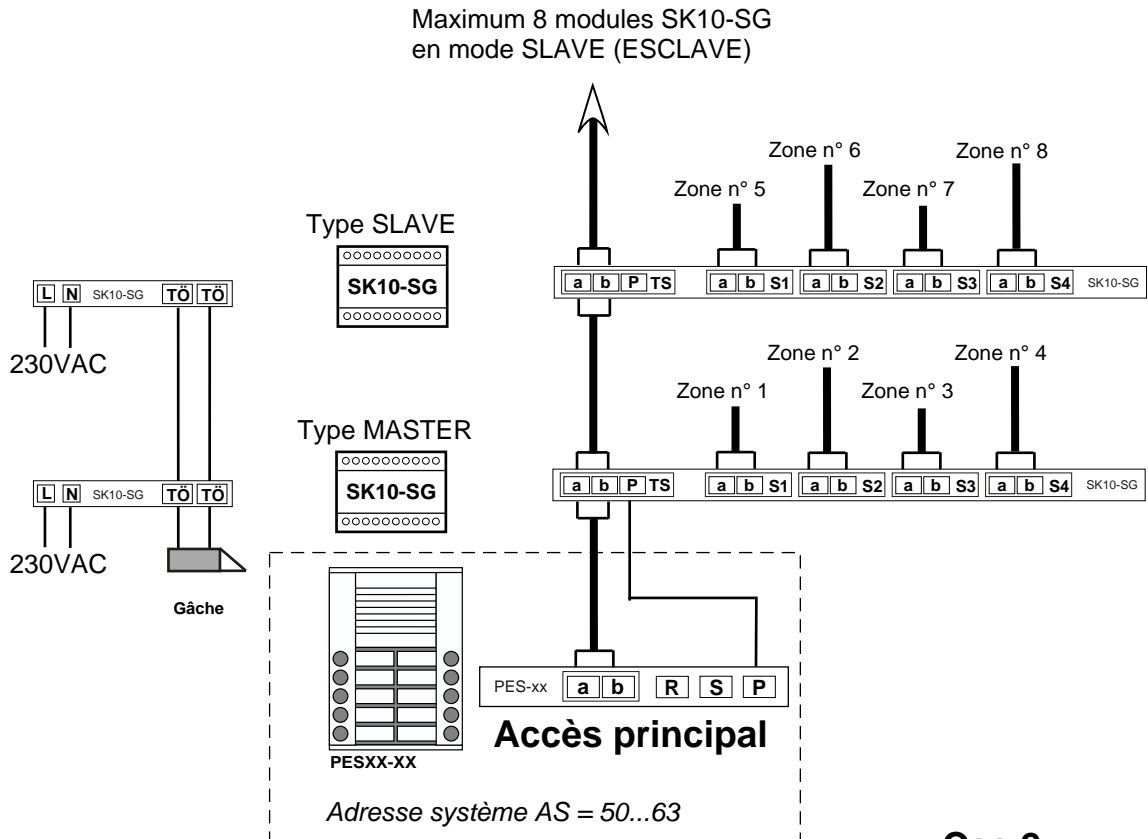 Maximum 8 modules SK10-SG
en mode SLAVE (ESCLAVE)
Zone n° 6
Zone n° 8
Zone n° 5
Zone n° 7
Type SLAVE
SK10-SG
L N SK10-SG TÖ TÖ
a b P TS a b S1 a b S2 a b S3 a b S4 SK10-SG
230VAC
Zone n° 2
Zone n° 4
Zone n° 1
Zone n° 3
Type MASTER
SK10-SG
L N SK10-SG TÖ TÖ
a b P TS a b S1 a b S2 a b S3 a b S4 SK10-SG
230VAC
Gâche
PES-xx a b R S P
Accès principal
PESXX-XX
Adresse système AS = 50...63